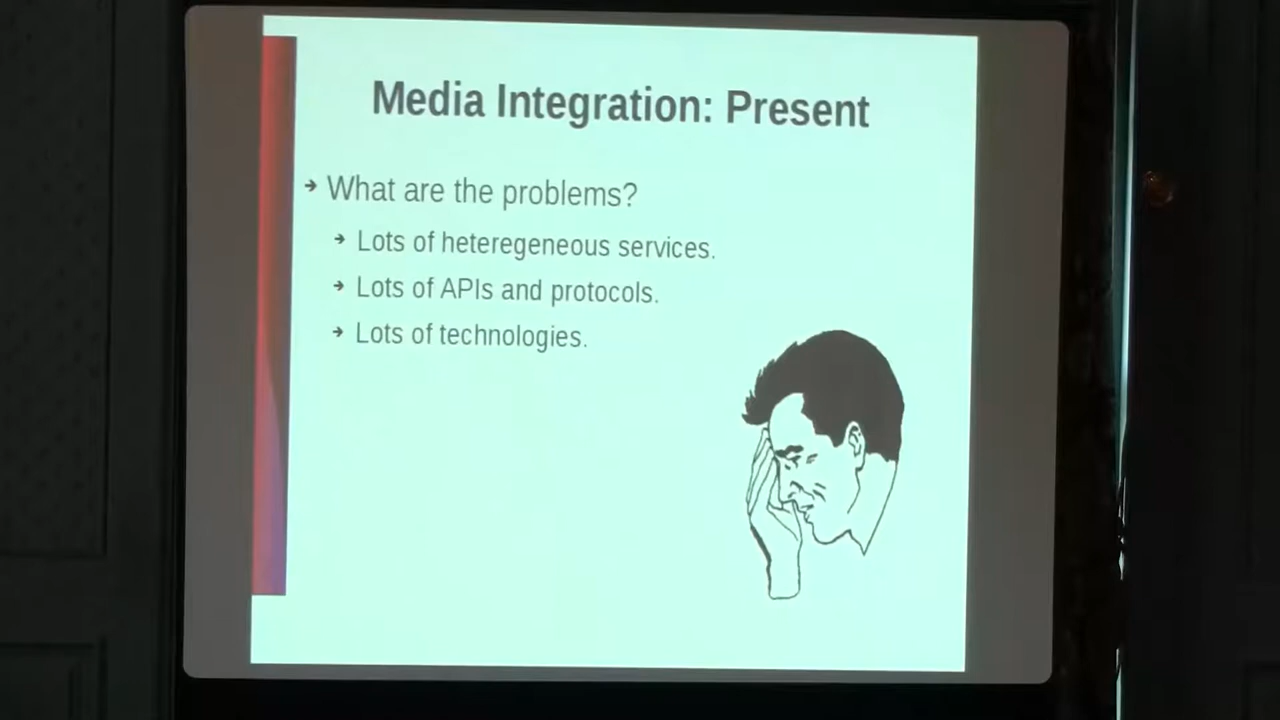 Media Integration: Present
➔ What are the problems?
➔ Lots of heteregeneous services.
➔ Lots of APIs and protocols.
➔ Lots of technologies.